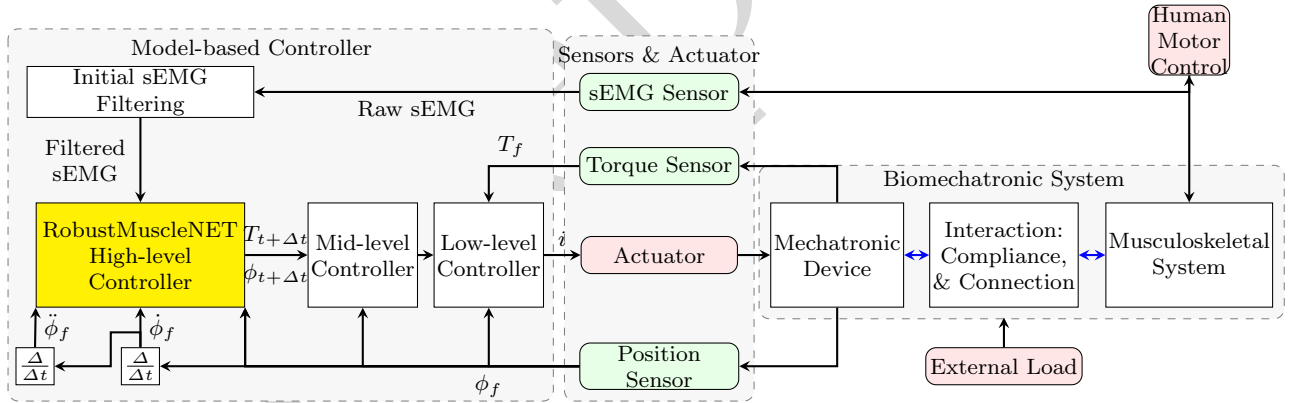 Human
Motor
Control
Model-based Controller
Sensors & Actuator
Initial sEMG
Filtering
Raw sEMG
sEMG Sensor
Filtered
sEMG
T_f
Torque Sensor
Biomechatronic System
RobustMuscleNET
High-level
Controller
T_{t+Δt}
ϕ_{t+Δt}
Mid-level
Controller
Low-level
Controller
i
Actuator
Mechatronic
Device
Interaction:
Compliance,
& Connection
Musculoskeletal
System
ϕ̈_f
ϕ̇_f
Δ
Δt
Δ
Δt
ϕ_f
Position
Sensor
External Load